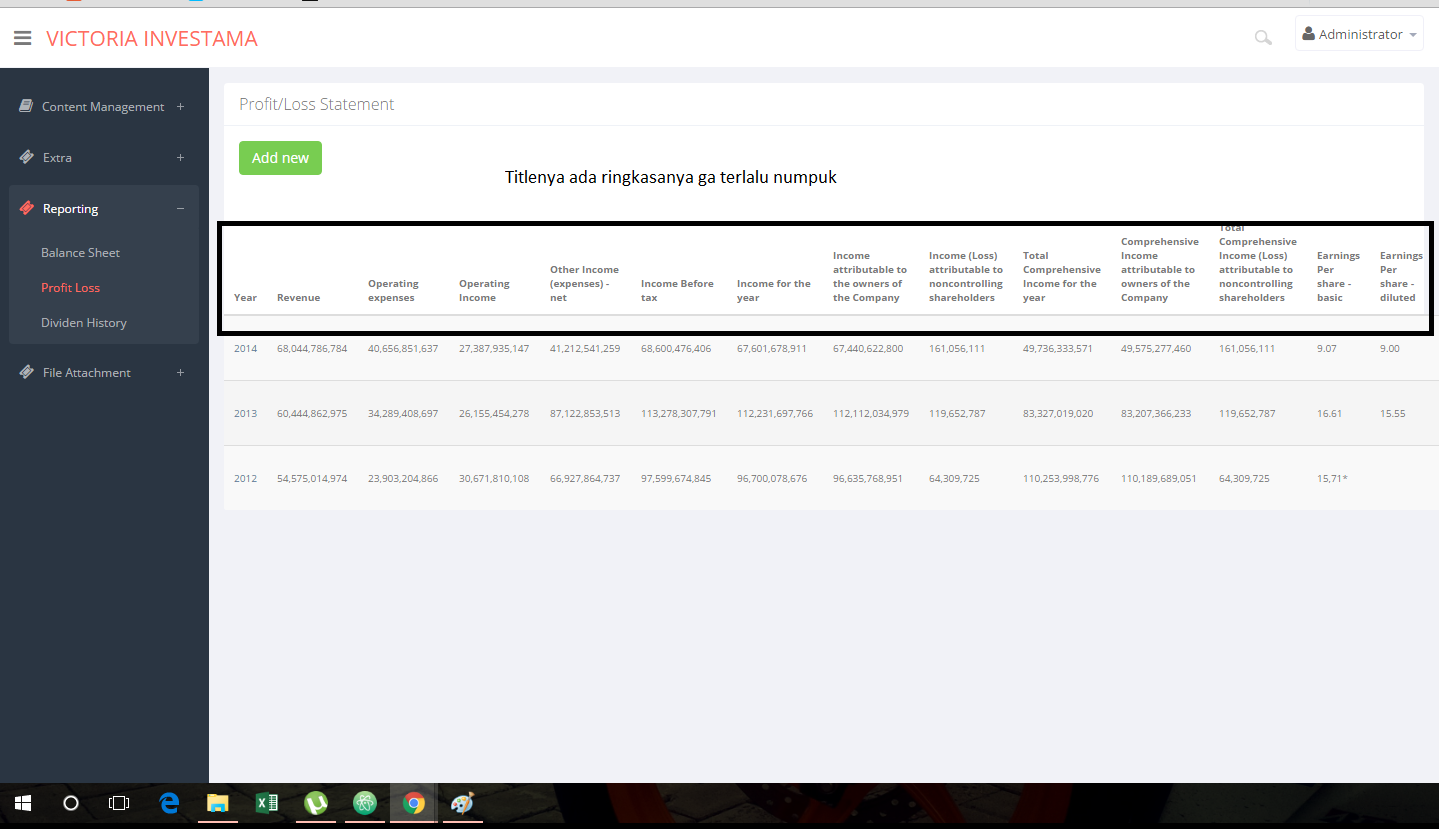 VICTORIA INVESTAMA
Administrator
Content Management +
Extra +
Reporting −
Balance Sheet
Profit Loss
Dividen History
File Attachment +
Profit/Loss Statement
Add new
Titlenya ada ringkasanya ga terlalu numpuk
Year
Revenue
Operating
expenses
Operating
Income
Other Income
(expenses) -
net
Income Before
tax
Income for the
year
Income
attributable to
the owners of
the Company
Income (Loss)
attributable to
noncontrolling
shareholders
Total
Comprehensive
Income for the
year
Comprehensive
Income
attributable to
owners of the
Company
Total
Comprehensive
Income (Loss)
attributable to
noncontrolling
shareholders
Earnings
Per
share -
basic
Earnings
Per
share -
diluted
2014 68,044,786,784 40,656,851,637 27,387,935,147 41,212,541,259 68,600,476,406 67,601,678,911 67,440,622,800 161,056,111 49,736,333,571 49,575,277,460 161,056,111 9.07 9.00
2013 60,444,862,975 34,289,408,697 26,155,454,278 87,122,853,513 113,278,307,791 112,231,697,766 112,112,034,979 119,652,787 83,327,019,020 83,207,366,233 119,652,787 16.61 15.55
2012 54,575,014,974 23,903,204,866 30,671,810,108 66,927,864,737 97,599,674,845 96,700,078,676 96,635,768,951 64,309,725 110,253,998,776 110,189,689,051 64,309,725 15,71*